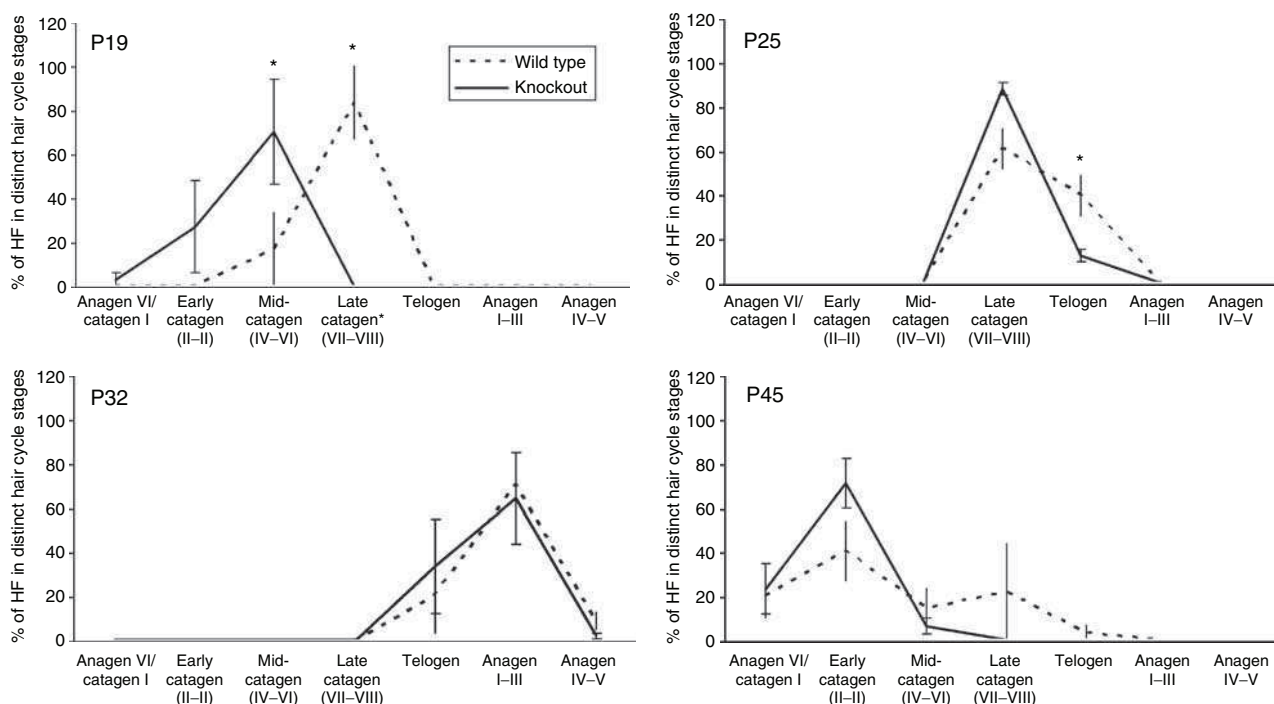 % of HF in distinct hair cycle stages
120
100
80
60
40
20
0
P19
*
*
Wild type
Knockout
Anagen VI/ Early Mid- Late Telogen Anagen Anagen
catagen I catagen catagen catagen* I–III IV–V
(II–II) (IV–VI) (VII–VIII)
% of HF in distinct hair cycle stages
120
100
80
60
40
20
0
P25
*
Anagen VI/ Early Mid- Late Telogen Anagen Anagen
catagen I catagen catagen catagen I–III IV–V
(II–II) (IV–VI) (VII–VIII)
% of HF in distinct hair cycle stages
120
100
80
60
40
20
0
P32
Anagen VI/ Early Mid- Late Telogen Anagen Anagen
catagen I catagen catagen catagen I–III IV–V
(II–II) (IV–VI) (VII–VIII)
% of HF in distinct hair cycle stages
120
100
80
60
40
20
0
P45
Anagen VI/ Early Mid- Late Telogen Anagen Anagen
catagen I catagen catagen catagen I–III IV–V
(II–II) (IV–VI) (VII–VIII)